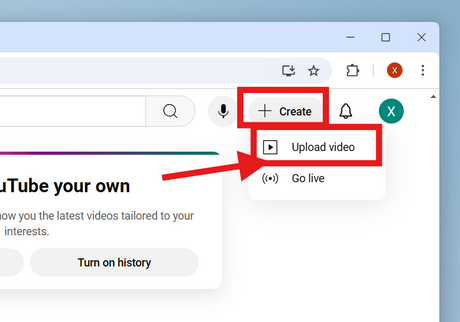 X
Create
X
Upload video
Go live
uTube your own
now you the latest videos tailored to your
interests.
Turn on history